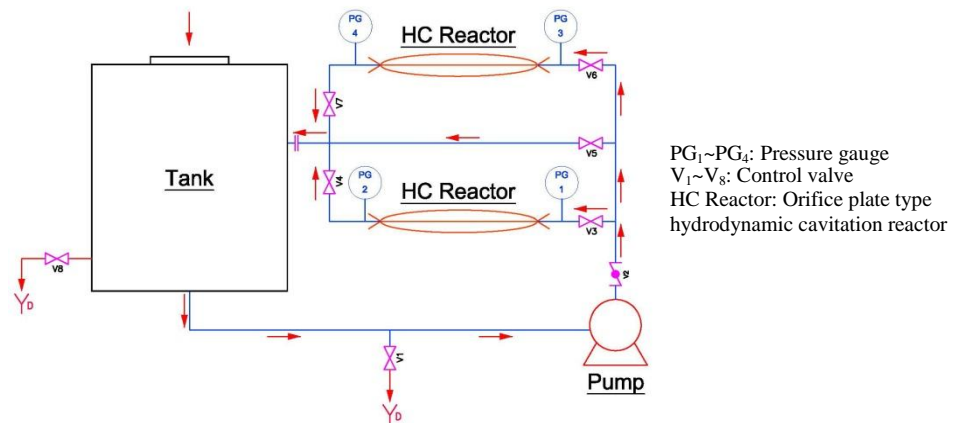 PG
4
HC Reactor
PG
3
V6
V7
V5
Tank
V4
PG
2
HC Reactor
PG
1
V3
V8
D
V2
V1
D
Pump
PG₁~PG₄: Pressure gauge
V₁~V₈: Control valve
HC Reactor: Orifice plate type
hydrodynamic cavitation reactor